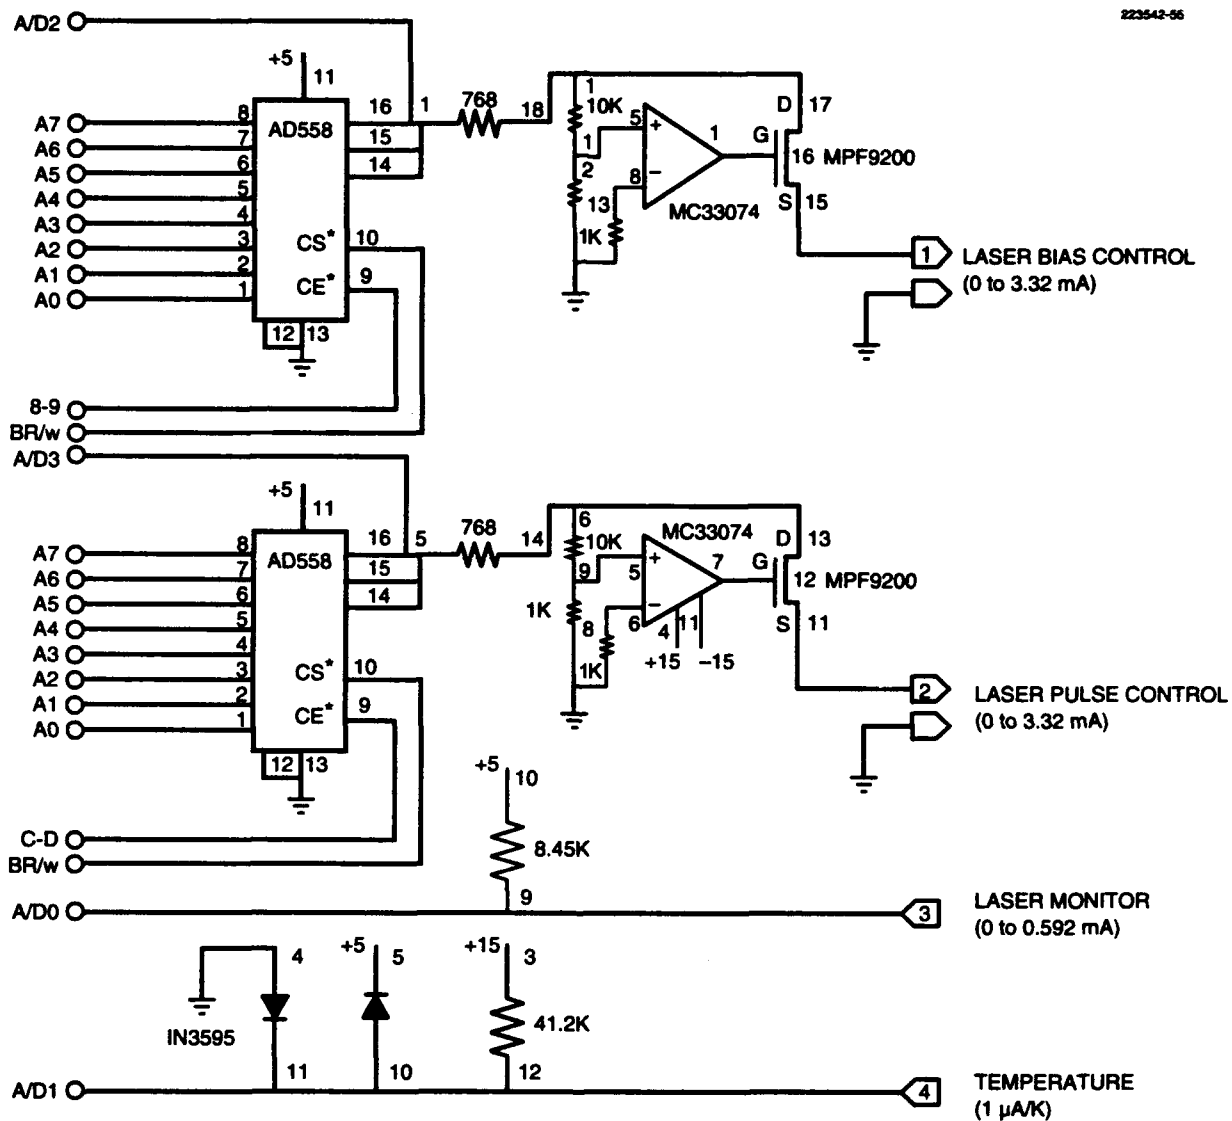 223542-56
A/D2
+5
11
768
1
18
1
10K
D 17
A7 8 AD558 16
5 + 1
G
16 MPF9200
A6 7 15
1
A5 6 14
2
8 −
A4 5
13
MC33074
S 15
A3 4
1K
A2 3 CS* 10
1 LASER BIAS CONTROL
A1 2
(0 to 3.32 mA)
CE* 9
A0 1
12 13
8-9
BR/w
A/D3
+5
11
768
5
14
6
10K
MC33074
D 13
A7 8 AD558 16
+ 7
G
12 MPF9200
A6 7 15
9
5
A5 6 14
1K
−
A4 5
8
6
4 11
S 11
A3 4
1K
+15 −15
A2 3 CS* 10
2 LASER PULSE CONTROL
A1 2
(0 to 3.32 mA)
CE* 9
A0 1
12 13
+5
10
C-D
8.45K
BR/w
9
A/D0
3 LASER MONITOR
(0 to 0.592 mA)
4
+5 5
+15 3
IN3595
41.2K
11
10
12
A/D1
4 TEMPERATURE
(1 µA/K)